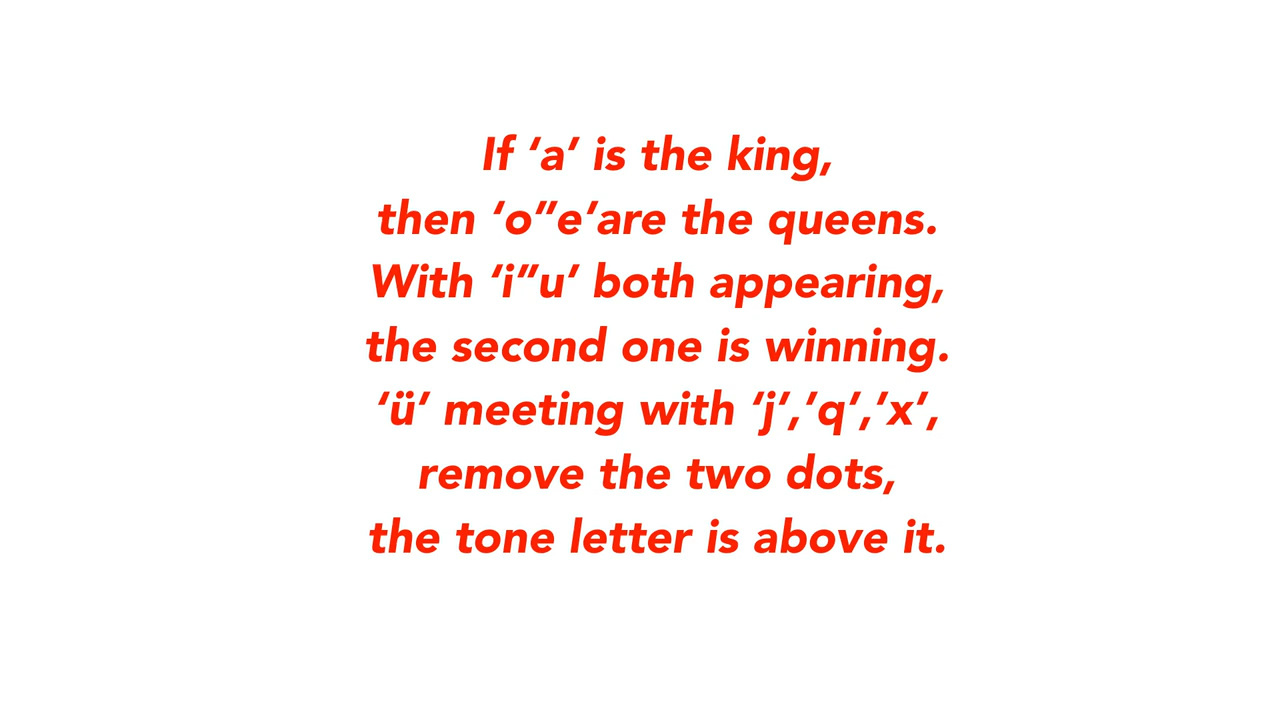 If ‘a’ is the king,
then ‘o”e’are the queens.
With ‘i”u’ both appearing,
the second one is winning.
‘ü’ meeting with ‘j’,’q’,’x’,
remove the two dots,
the tone letter is above it.